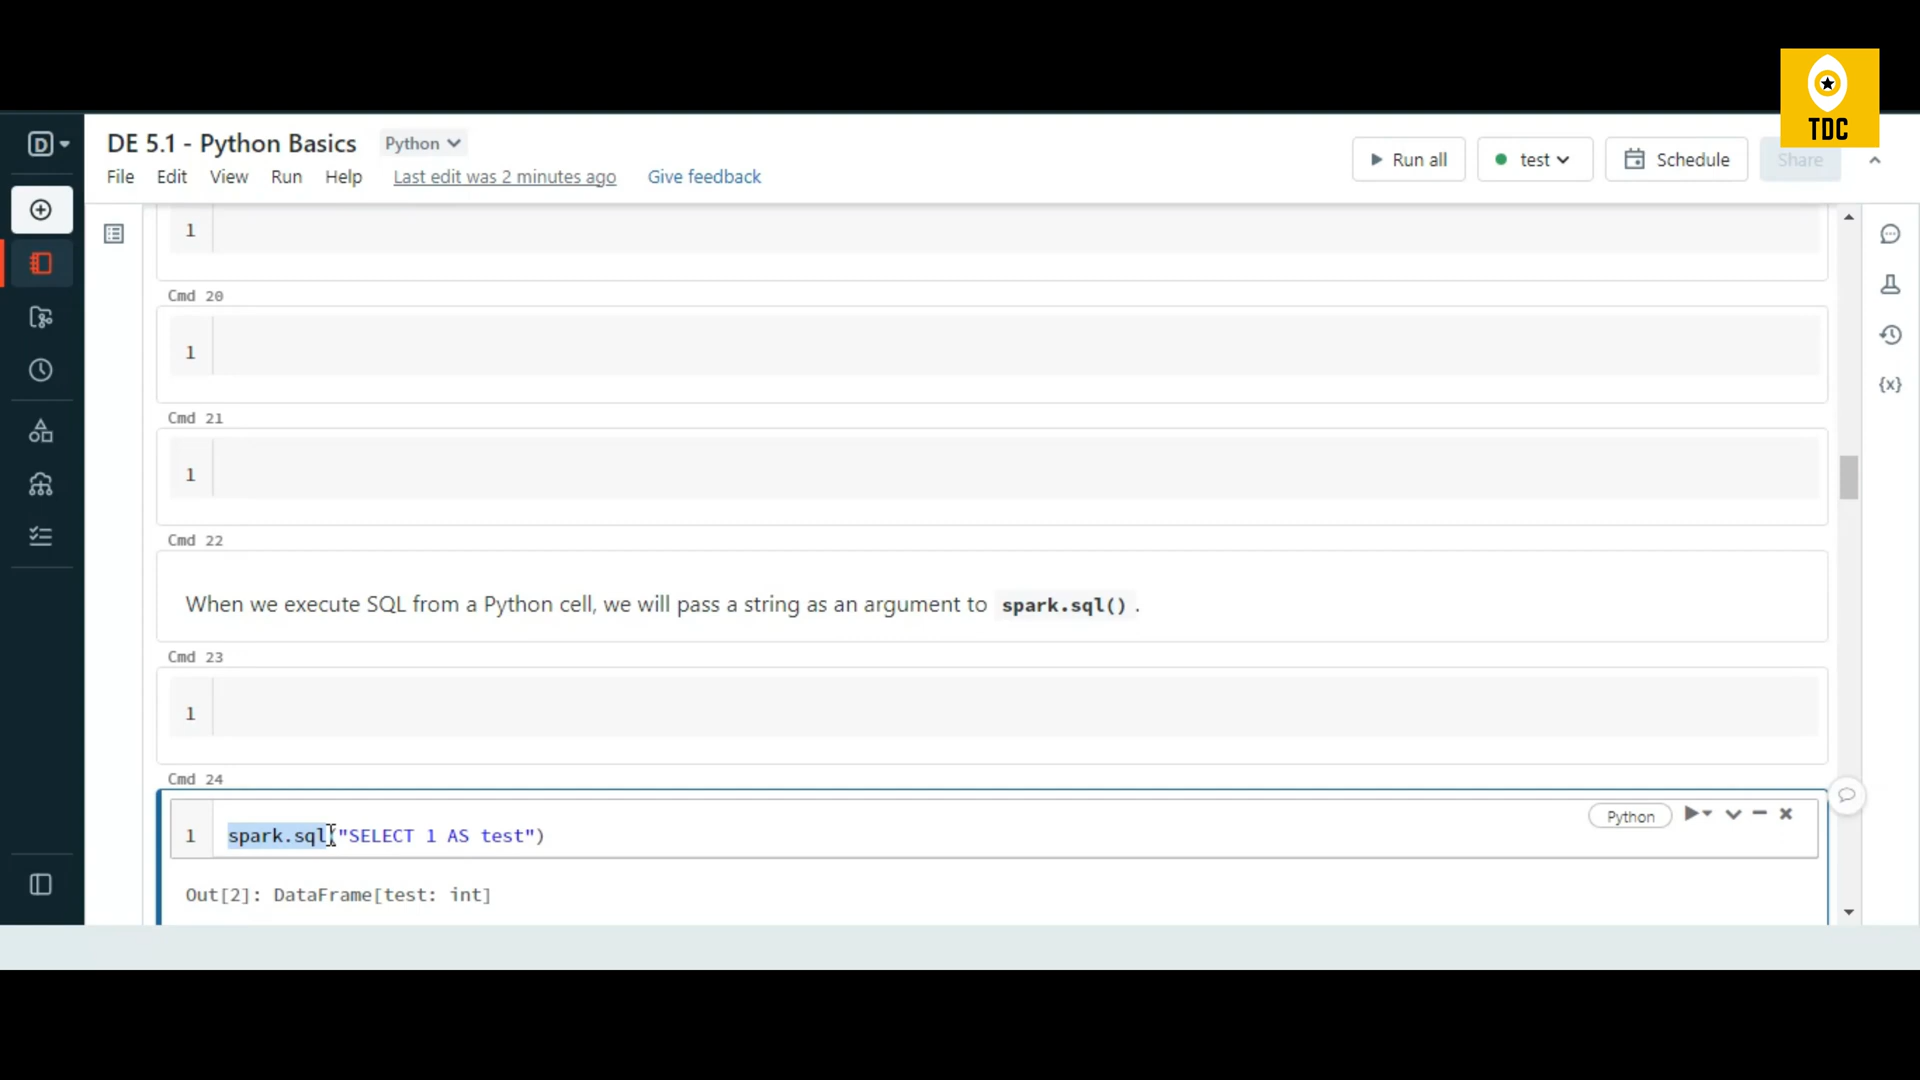 TDC
DE 5.1 - Python Basics Python
File Edit View Run Help Last edit was 2 minutes ago Give feedback
Run all test Schedule Share
1
Cmd 20
1
Cmd 21
1
Cmd 22
When we execute SQL from a Python cell, we will pass a string as an argument to spark.sql() .
Cmd 23
1
Cmd 24
Python
1 spark.sql("SELECT 1 AS test")
Out[2]: DataFrame[test: int]